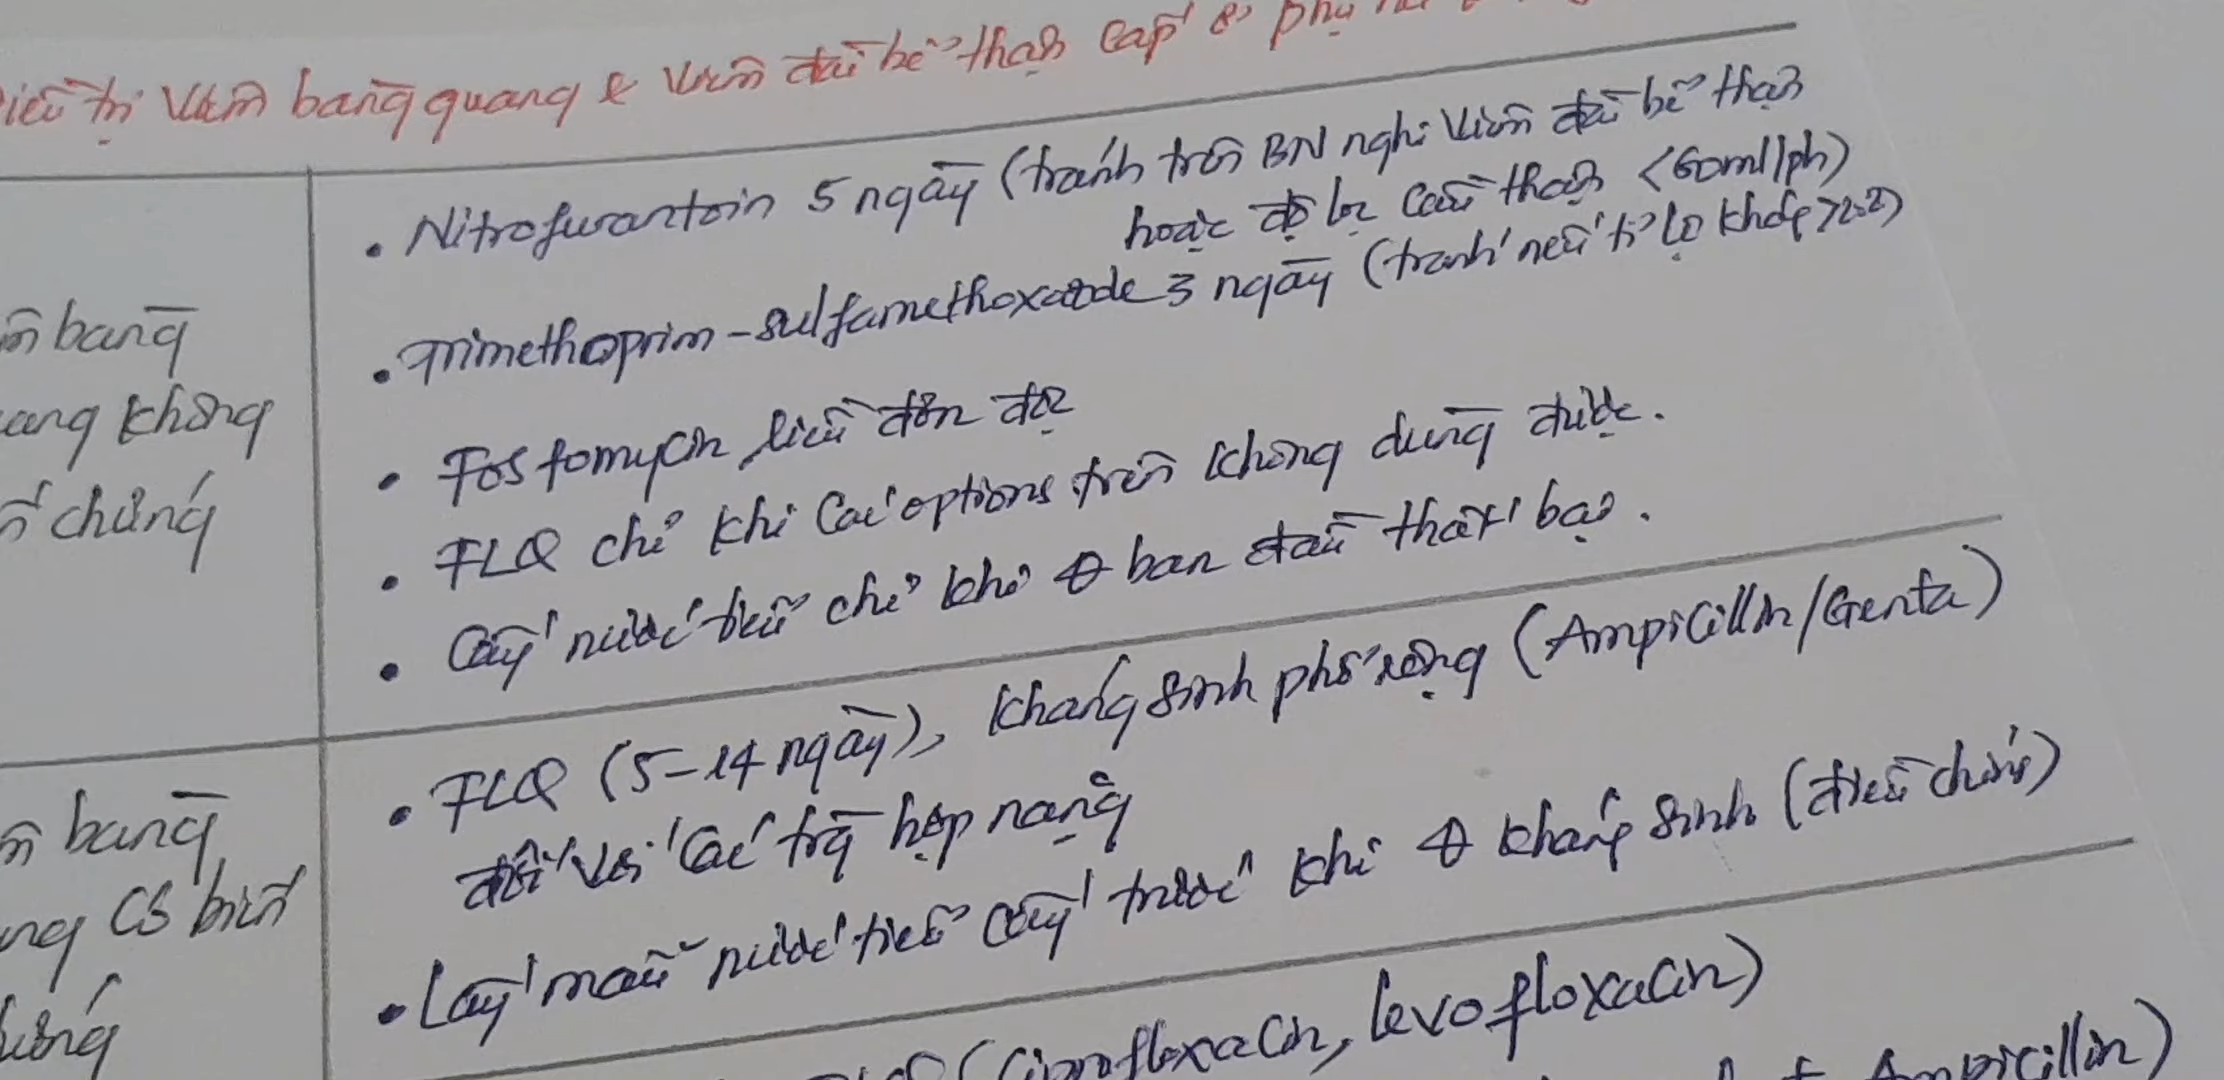 iều trị Viêm bàng quang & Viêm đài bể thận cấp ở phụ nữ
m bàng
ang không
chứng
• Nitrofurantoin 5 ngày (tránh trên BN nghi Viêm đài bể thận
hoặc độ lọc cầu thận <60ml/ph)
• Trimethoprim-sulfamethoxazole 3 ngày (tránh nếu tỉ lệ kháng >20%)
• Fosfomycin liều đơn độc
• FLQ chỉ khi các options trên không dùng được.
• Cấy nước tiểu chỉ khi ban đầu thất bại.
m bàng
ng CS biến
ứng
• FLQ (5-14 ngày), kháng sinh phổ rộng (Ampicillin/Genta)
đối với các trg hợp nặng
• Lấy mẫu nước tiểu cấy trước khi kháng sinh (điều chỉnh)
(Ciprofloxacin, levofloxacin)
Ampicillin)